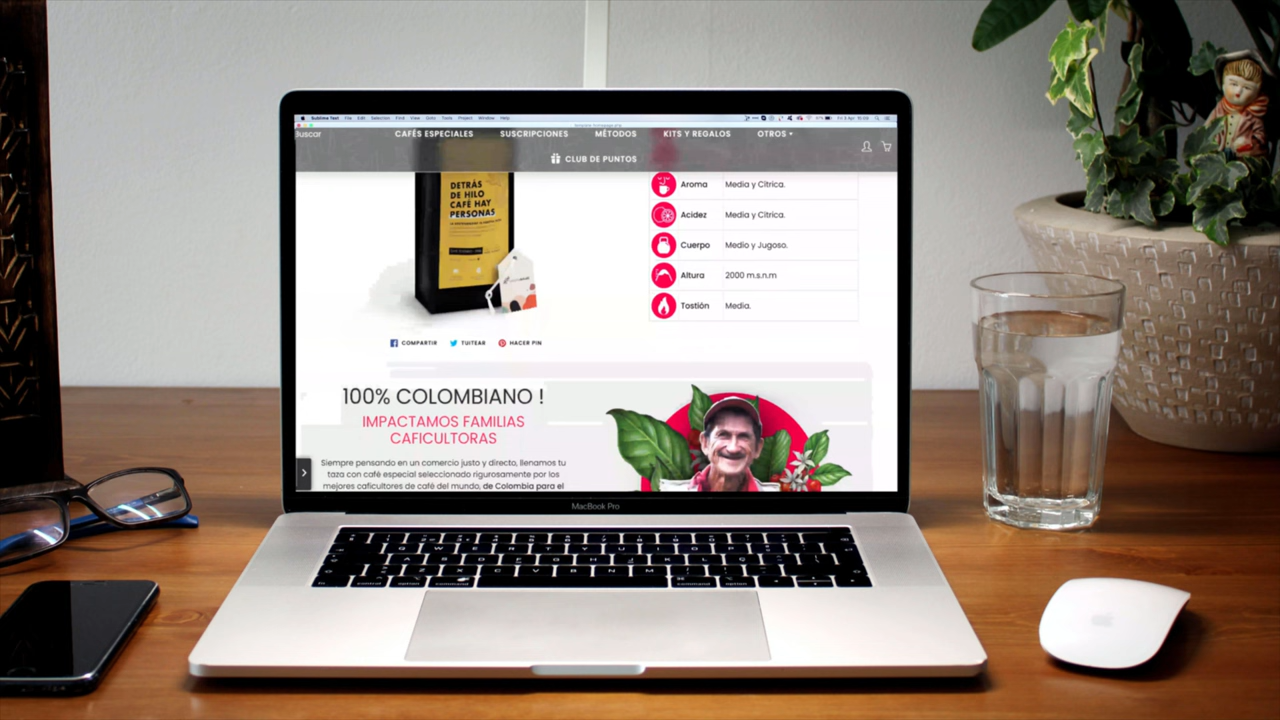 Sublime Text File Edit Selection Find View Goto Tools Project Window Help
Buscar
CAFÉS ESPECIALES SUSCRIPCIONES MÉTODOS KITS Y REGALOS OTROS
CLUB DE PUNTOS
DETRÁS
DE HILO
CAFÉ HAY
PERSONAS
Aroma Media y Cítrica.
Acidez Media y Cítrica.
Cuerpo Medio y Jugoso.
Altura 2000 m.s.n.m
Tostión Media.
COMPARTIR TUITEAR HACER PIN
100% COLOMBIANO !
IMPACTAMOS FAMILIAS
CAFICULTORAS
Siempre pensando en un comercio justo y directo, llenamos tu
taza con café especial seleccionado rigurosamente por los
mejores caficultores de café del mundo, de Colombia para el
MacBook Pro